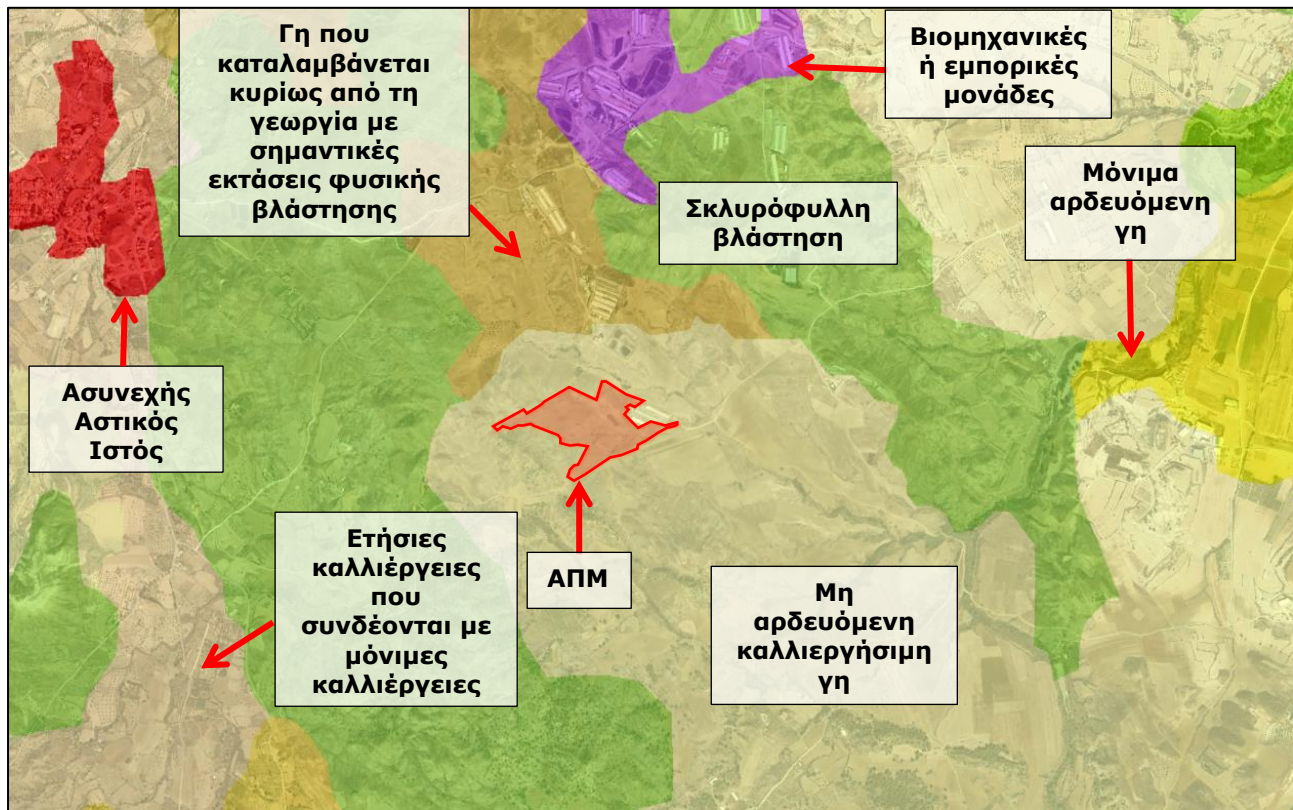 Γη που
καταλαμβάνεται
κυρίως από τη
γεωργία με
σημαντικές
εκτάσεις φυσικής
βλάστησης
Βιομηχανικές
ή εμπορικές
μονάδες
Μόνιμα
αρδευόμενη
γη
Σκλυρόφυλλη
βλάστηση
Ασυνεχής
Αστικός
Ιστός
Ετήσιες
καλλιέργειες
που
συνδέονται με
μόνιμες
καλλιέργειες
ΑΠΜ
Μη
αρδευόμενη
καλλιεργήσιμη
γη